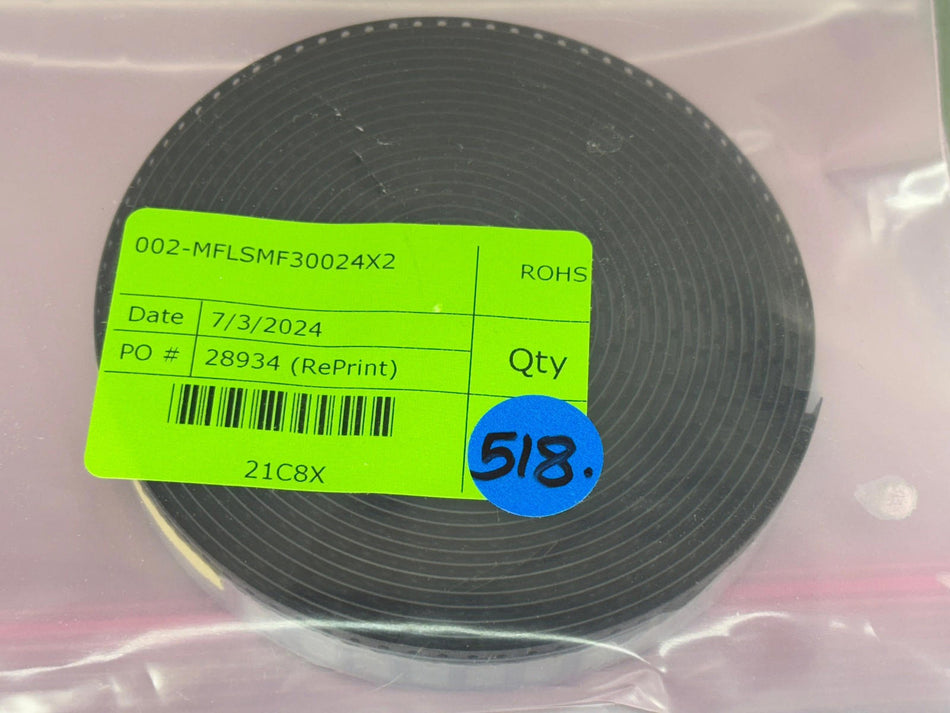 002-MFLSMF30024X2
ROHS
Date 7/3/2024
PO # 28934 (RePrint)
Qty
21C8X
518.